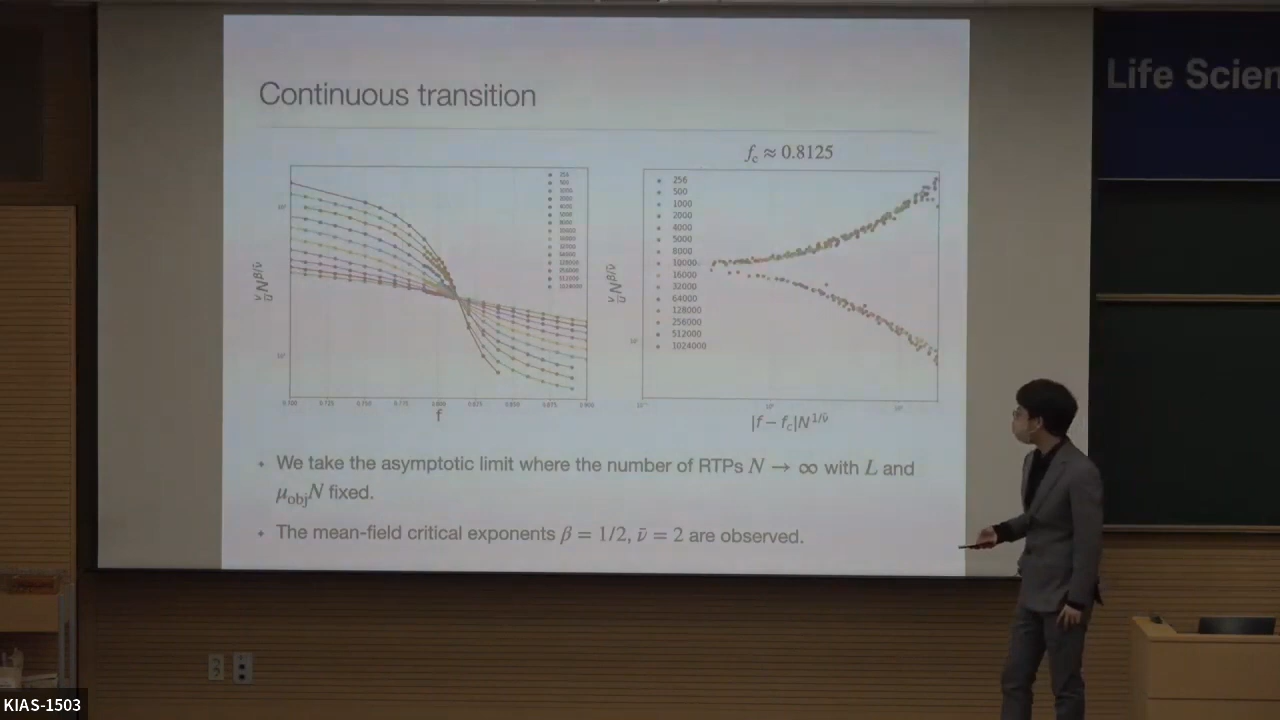 Life Scien
Continuous transition
f_c ≈ 0.8125
256
500
1000
2000
4000
5000
8000
10000
16000
32000
64000
128000
256000
512000
1024000
f
|f − f_c|N^{1/ν̄}
• We take the asymptotic limit where the number of RTPs N → ∞ with L and
μ_obj N fixed.
• The mean-field critical exponents β = 1/2, ν̄ = 2 are observed.
KIAS-1503